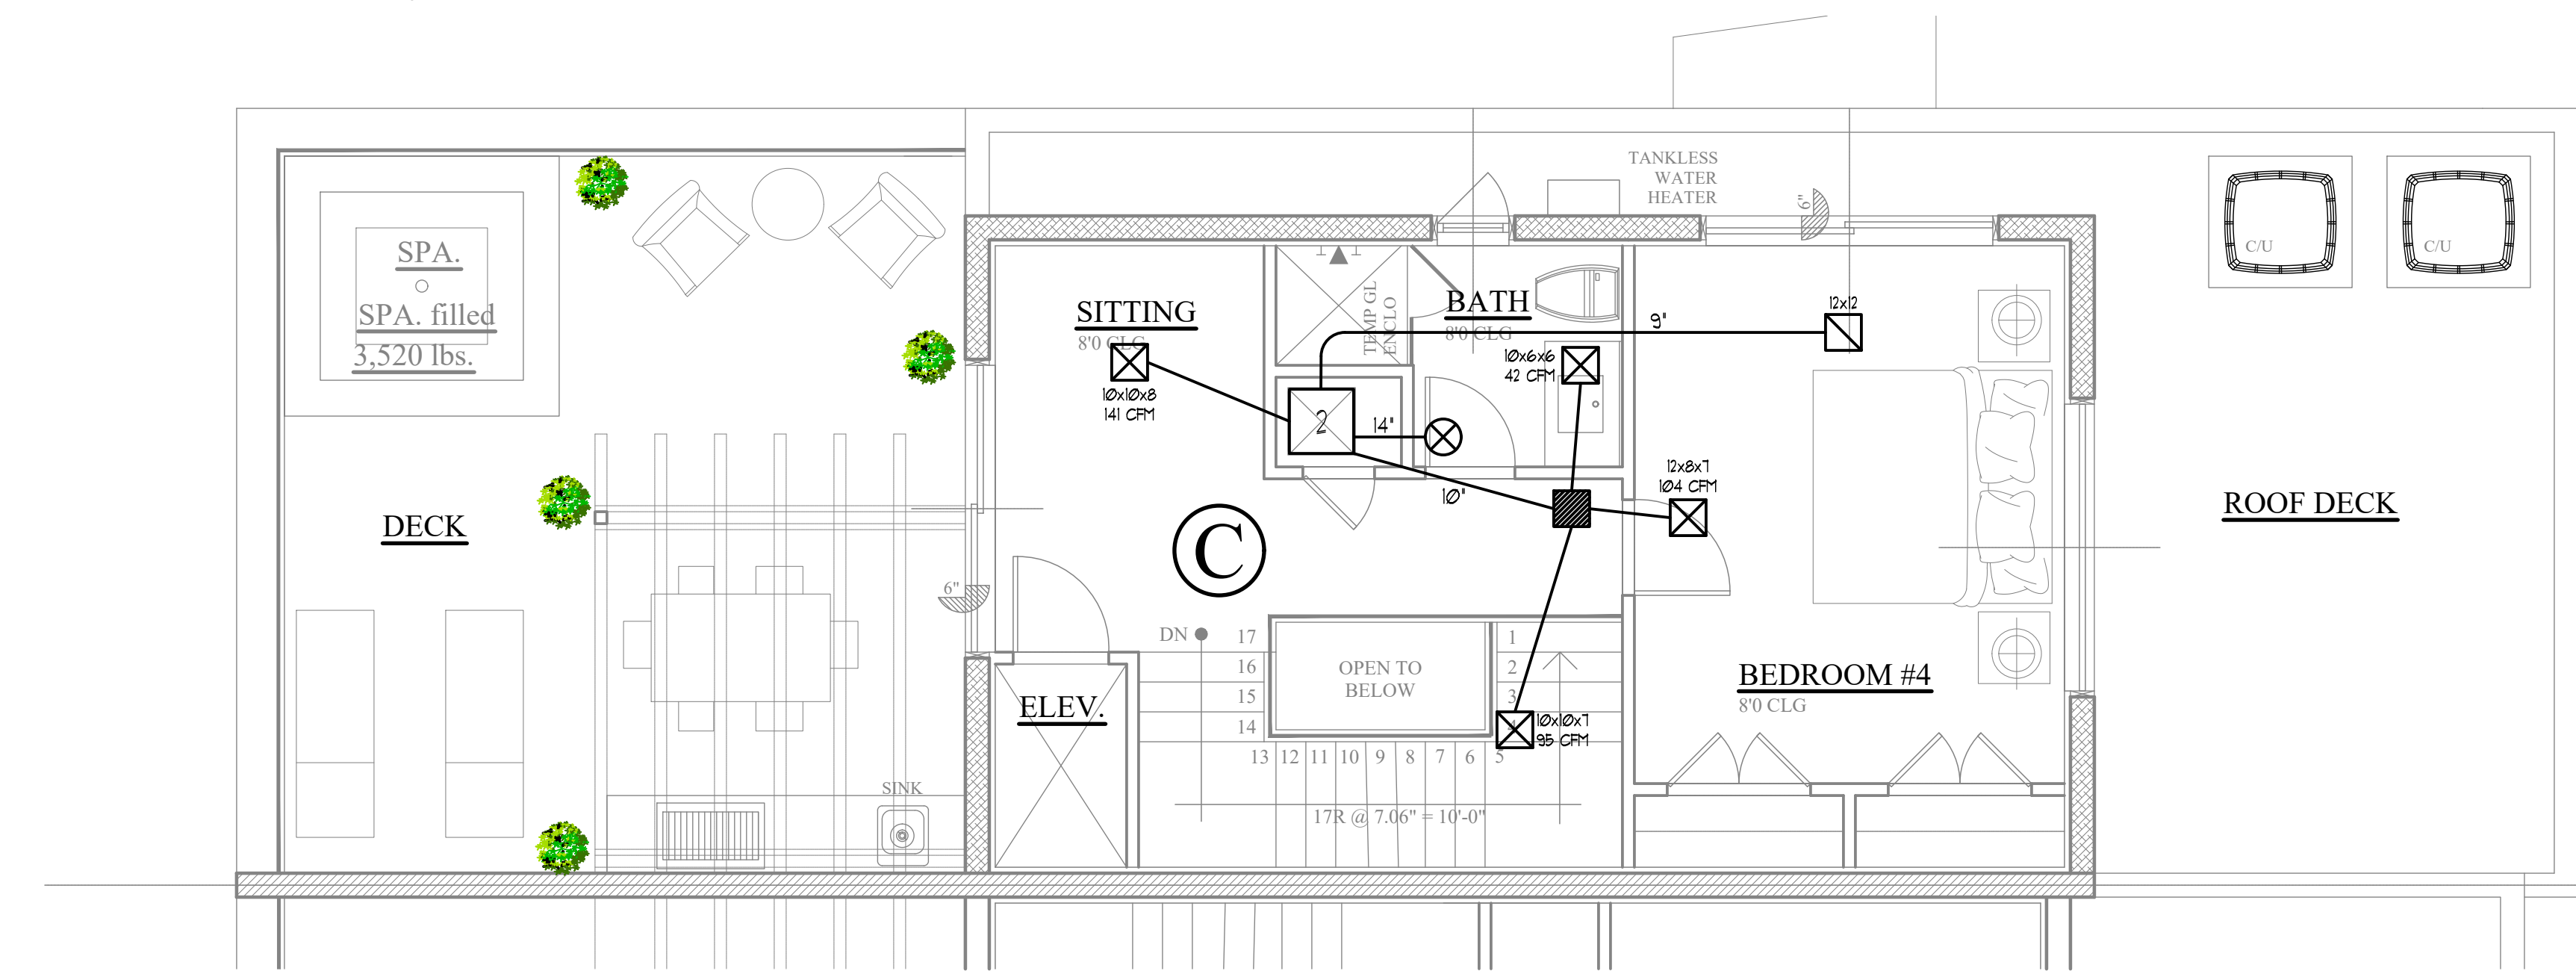 TANKLESS
WATER
HEATER
6"
SPA.
SPA. filled
3,520 lbs.
C/U
C/U
SITTING
8'0 CLG
TEMP GL
ENCLO
BATH
8'0 CLG
9"
12x12
10x10x8
141 CFM
10x6x6
42 CFM
2
14"
10"
12x8x7
104 CFM
DECK
ROOF DECK
C
6"
DN
17
16
15
14
13
12
11
10
9
8
7
6
5
4
3
2
1
OPEN TO
BELOW
ELEV.
10x10x7
95 CFM
BEDROOM #4
8'0 CLG
SINK
17R @ 7.06" = 10'-0"